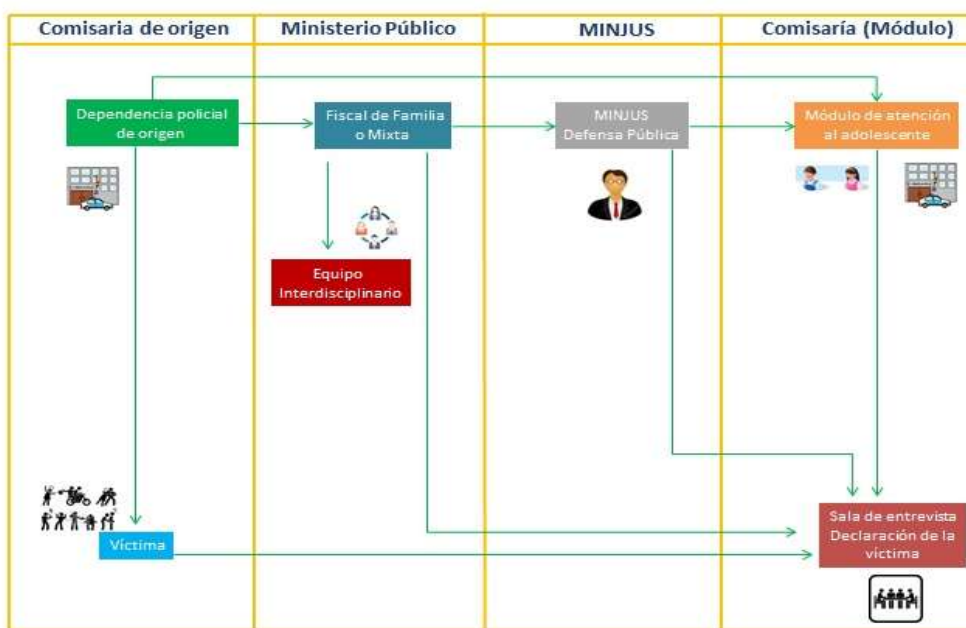 Comisaria de origen
Ministerio Público
MINJUS
Comisaría (Módulo)
Dependencia policial
de origen
Fiscal de Familia
o Mixta
MINJUS
Defensa Pública
Módulo de atención
al adolescente
Equipo
Interdisciplinario
Víctima
Sala de entrevista
Declaración de la
víctima